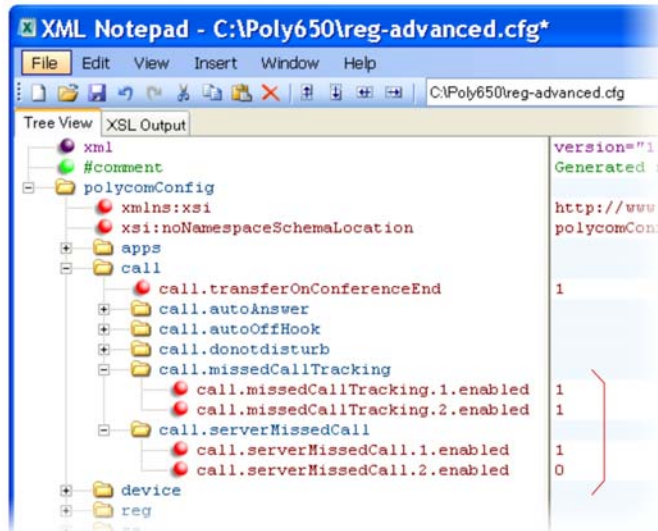 XML Notepad - C:\Poly650\reg-advanced.cfg*
File Edit View Insert Window Help
C:\Poly650\reg-advanced.cfg
Tree View XSL Output
xml version="1
#comment Generated
polycomConfig
xmlns:xsi http://www
xsi:noNamespaceSchemaLocation polycomCon
apps
call
call.transferOnConferenceEnd 1
call.autoAnswer
call.autoOffHook
call.donotdisturb
call.missedCallTracking
call.missedCallTracking.1.enabled 1
call.missedCallTracking.2.enabled 1
call.serverMissedCall
call.serverMissedCall.1.enabled 1
call.serverMissedCall.2.enabled 0
device
reg